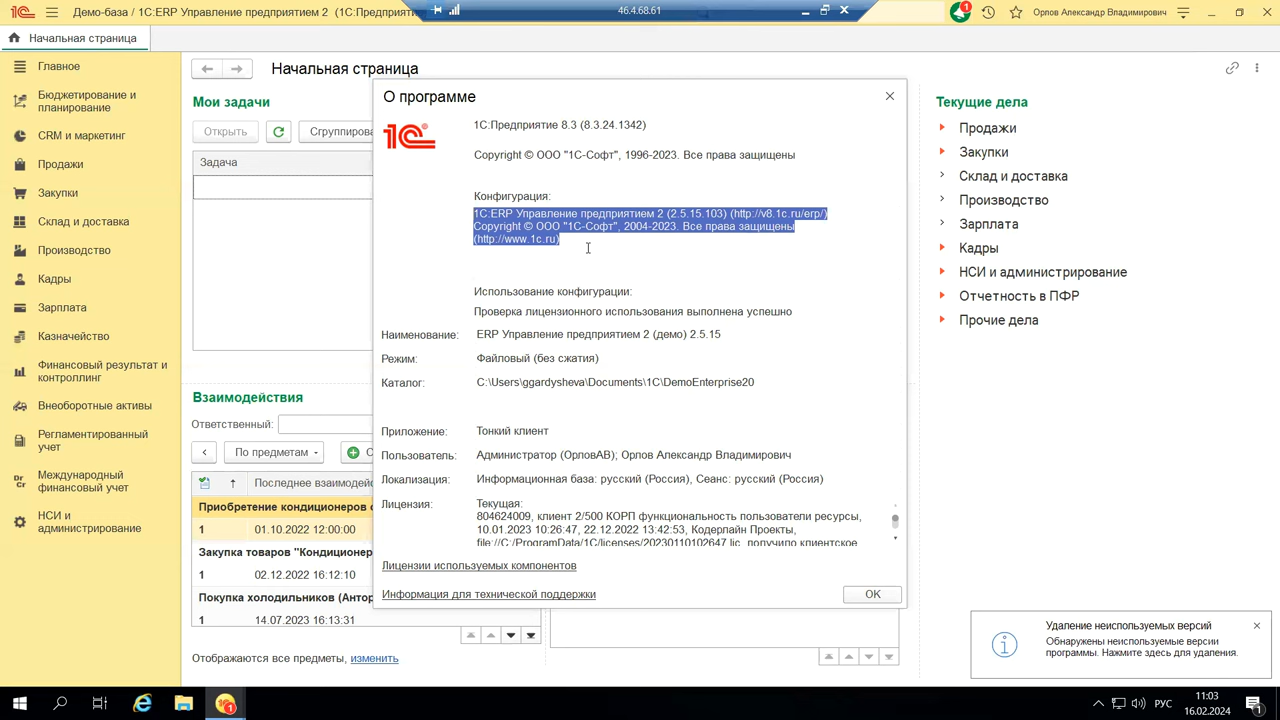 Демо-база / 1С:ERP Управление предприятием 2 (1С:Предприяти
46.4.68.61
1
Орлов Александр Владимирович
Начальная страница
Главное
Бюджетирование и
планирование
CRM и маркетинг
Продажи
Закупки
Склад и доставка
Производство
Кадры
Зарплата
Казначейство
Финансовый результат и
контроллинг
Внеоборотные активы
Регламентированный
учет
Международный
финансовый учет
НСИ и
администрирование
Начальная страница
Мои задачи
Открыть
Сгруппирова
Задача
Взаимодействия
Ответственный:
По предметам
Последнее взаимодейс
Приобретение кондиционеров
1 01.10.2022 12:00:00
Закупка товаров "Кондиционер
1 02.12.2022 16:12:10
Покупка холодильников (Антор
1 14.07.2023 16:13:31
Отображаются все предметы, изменить
О программе
1С:Предприятие 8.3 (8.3.24.1342)
Copyright © ООО "1С-Софт", 1996-2023. Все права защищены
Конфигурация:
1С:ERP Управление предприятием 2 (2.5.15.103) (http://v8.1c.ru/erp/)
Copyright © ООО "1С-Софт", 2004-2023. Все права защищены
(http://www.1c.ru)
Использование конфигурации:
Проверка лицензионного использования выполнена успешно
Наименование: ERP Управление предприятием 2 (демо) 2.5.15
Режим: Файловый (без сжатия)
Каталог: C:\Users\ggardysheva\Documents\1C\DemoEnterprise20
Приложение: Тонкий клиент
Пользователь: Администратор (ОрловАВ); Орлов Александр Владимирович
Локализация: Информационная база: русский (Россия), Сеанс: русский (Россия)
Лицензия: Текущая:
804624009, клиент 2/500 КОРП функциональность пользователи ресурсы,
10.01.2023 10:26:47, 22.12.2022 13:42:53, Кодерлайн Проекты,
file://C:/ProgramData/1C/licenses/20230110102647.lic, получило клиентское
Лицензии используемых компонентов
Информация для технической поддержки
OK
Текущие дела
Продажи
Закупки
Склад и доставка
Производство
Зарплата
Кадры
НСИ и администрирование
Отчетность в ПФР
Прочие дела
Удаление неиспользуемых версий
Обнаружены неиспользуемые версии
программы. Нажмите здесь для удаления.
РУС
11:03
16.02.2024
1